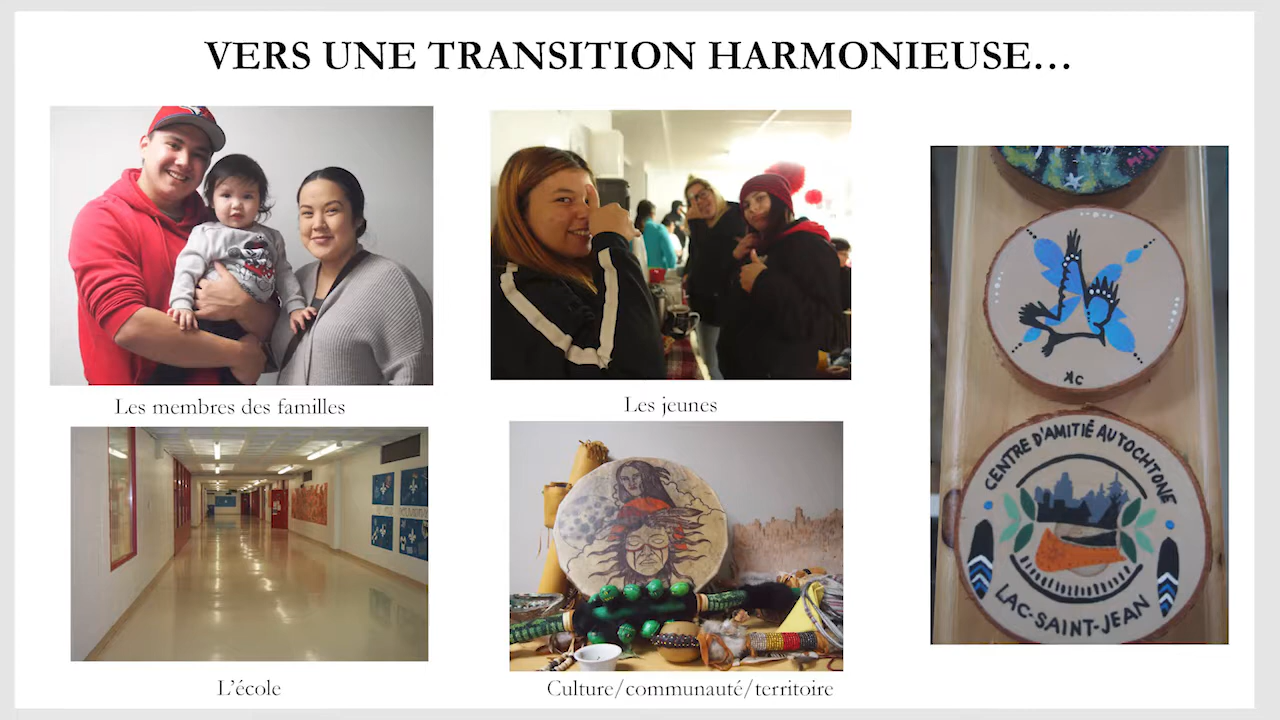 VERS UNE TRANSITION HARMONIEUSE…
Les membres des familles
Les jeunes
L'école
Culture/communauté/territoire
CENTRE D'AMITIÉ AUTOCHTONE
LAC-SAINT-JEAN